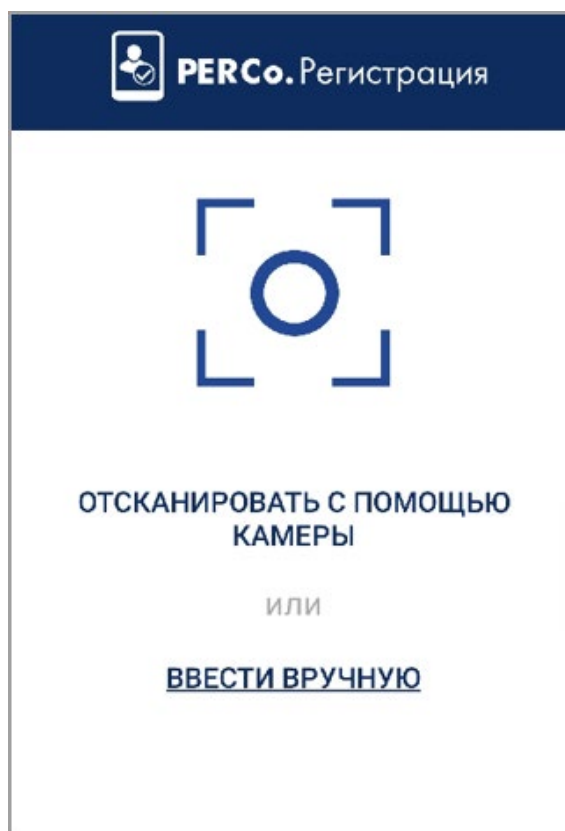 PERCo. Регистрация
ОТСКАНИРОВАТЬ С ПОМОЩЬЮ
КАМЕРЫ
или
ВВЕСТИ ВРУЧНУЮ